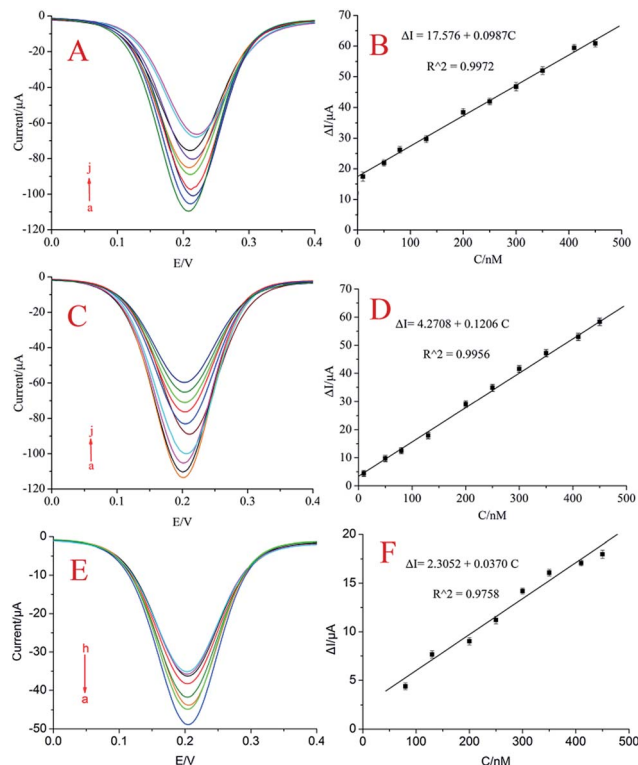 A
0
-20
-40
-60
-80
-100
-120
Current/μA
j
a
0.0 0.1 0.2 0.3 0.4
E/V
B
ΔI = 17.576 + 0.0987C
R^2 = 0.9972
70
60
50
40
30
20
10
0
ΔI/μA
0 100 200 300 400 500
C/nM
C
0
-20
-40
-60
-80
-100
-120
Current/μA
j
a
0.0 0.1 0.2 0.3 0.4
E/V
D
ΔI= 4.2708 + 0.1206 C
R^2 = 0.9956
70
60
50
40
30
20
10
0
ΔI/μA
0 100 200 300 400 500
C/nM
E
0
-10
-20
-30
-40
-50
Current/μA
h
a
0.0 0.1 0.2 0.3 0.4
E/V
F
ΔI= 2.3052 + 0.0370 C
R^2 = 0.9758
20
15
10
5
0
ΔI/μA
0 100 200 300 400 500
C/nM